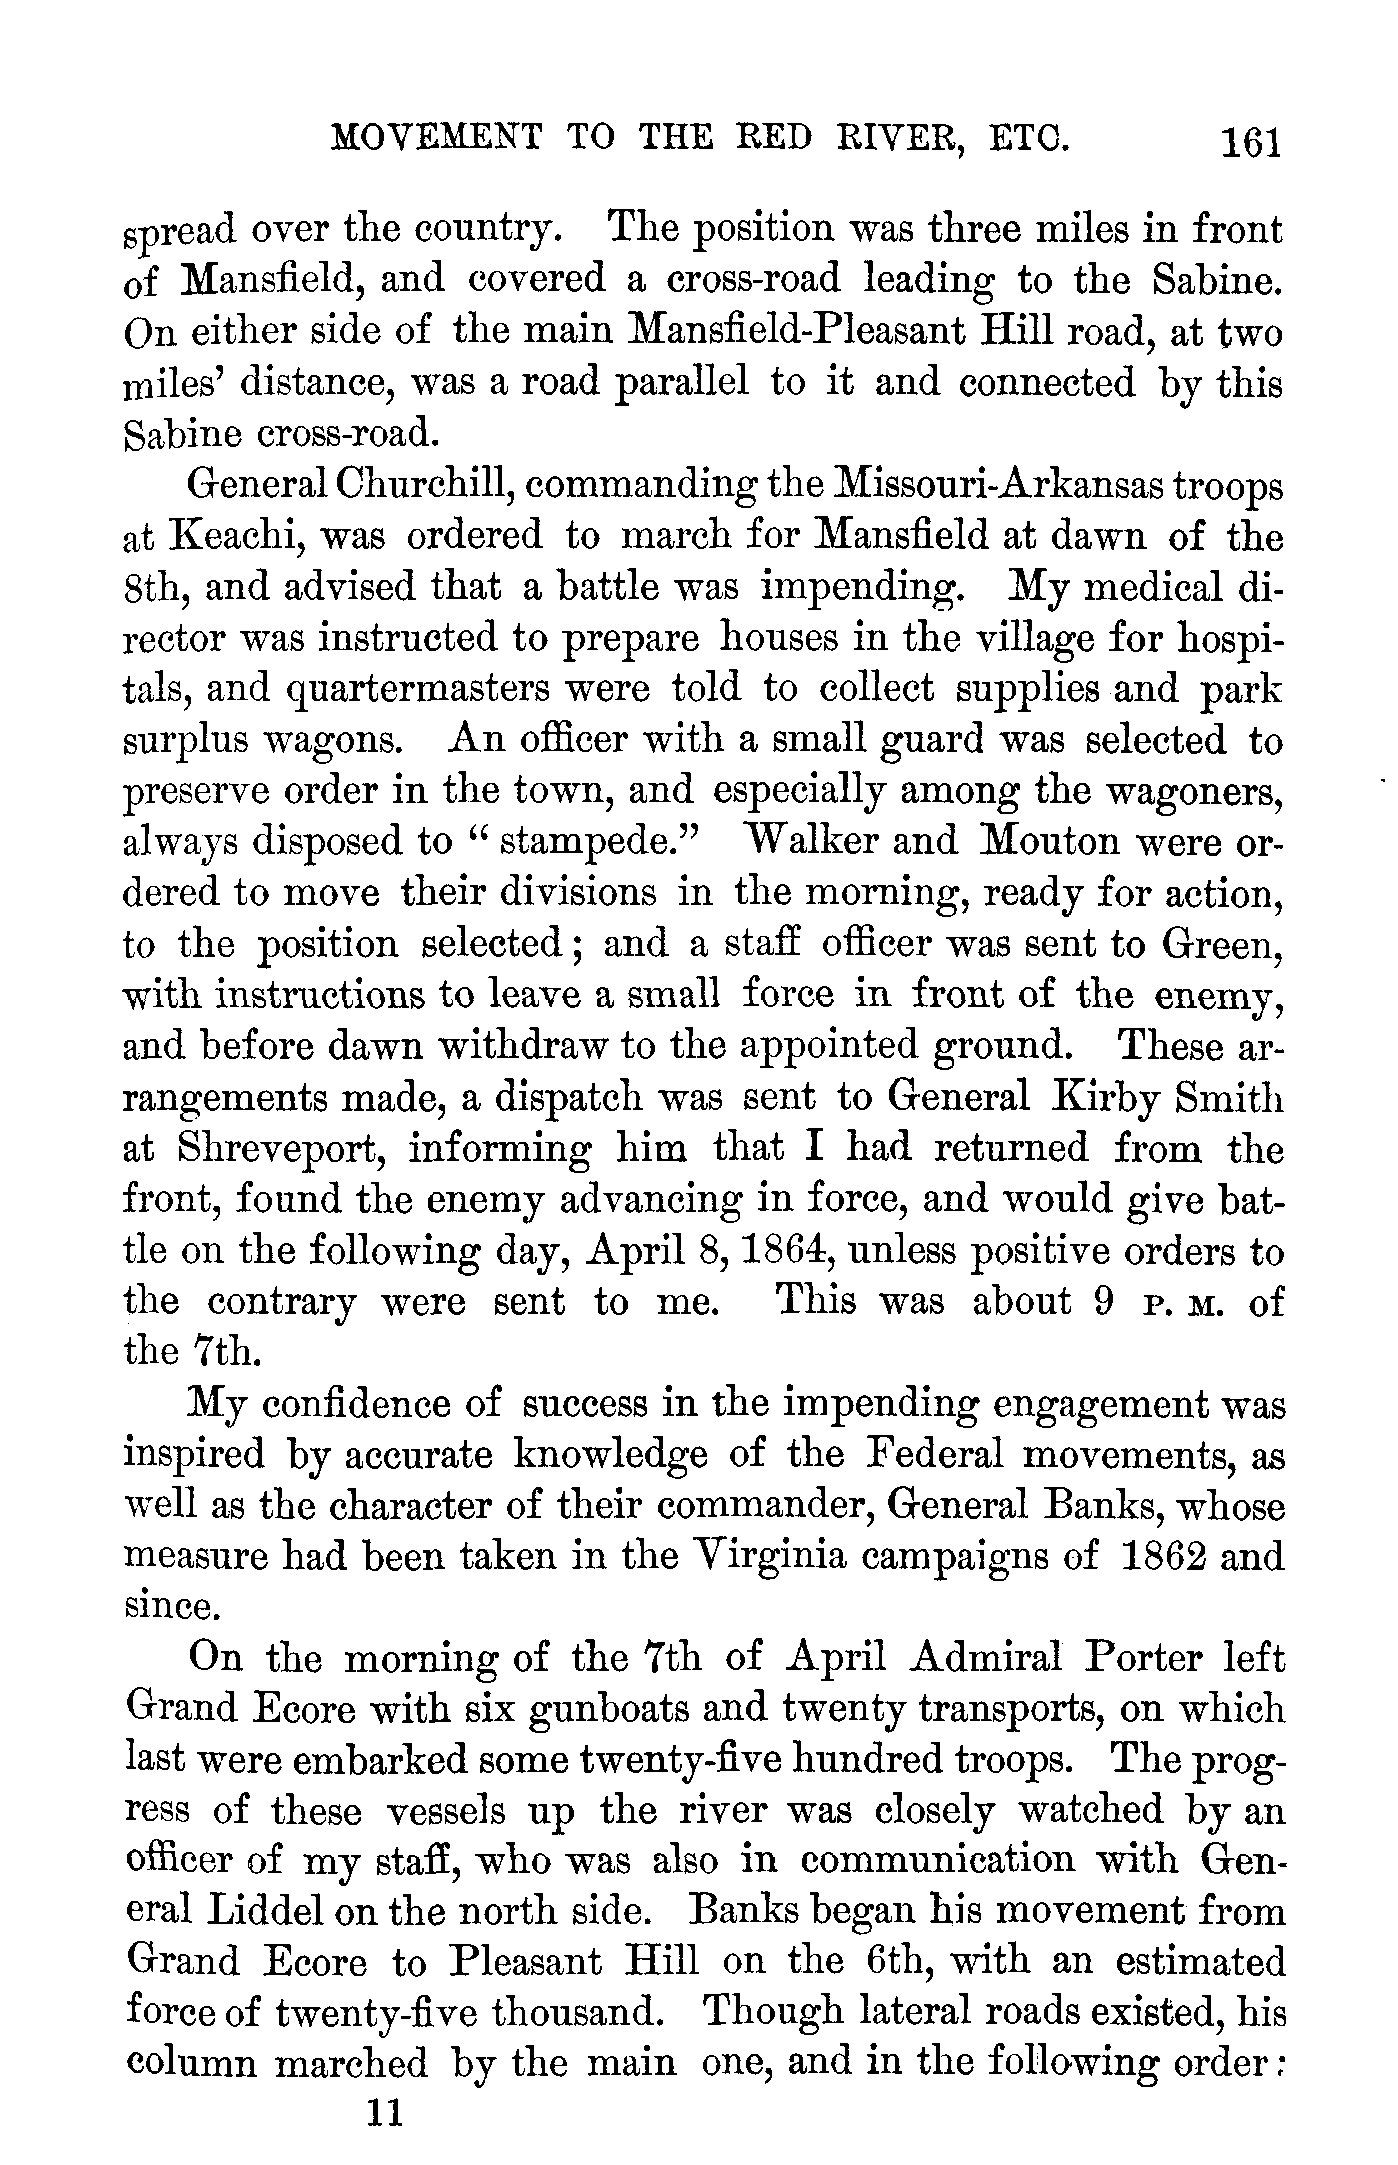 MOVEMENT TO THE RED RIVER, ETC. 161
spread over the country. The position was three miles in front
of Mansfield, and covered a cross-road leading to the Sabine.
On either side of the main Mansfield-Pleasant Hill road, at two
miles’ distance, was a road parallel to it and connected by this
Sabine cross-road.
General Churchill, commanding the Missouri-Arkansas troops
at Keachi, was ordered to march for Mansfield at dawn of the
8th, and advised that a battle was impending. My medical di-
rector was instructed to prepare houses in the village for hospi-
tals, and quartermasters were told to collect supplies and park
surplus wagons. An officer with a small guard was selected to
preserve order in the town, and especially among the wagoners,
always disposed to “ stampede.” Walker and Mouton were or-
dered to move their divisions in the morning, ready for action,
to the position selected ; and a staff officer was sent to Green,
with instructions to leave a small force in front of the enemy,
and before dawn withdraw to the appointed ground. These ar-
rangements made, a dispatch was sent to General Kirby Smith
at Shreveport, informing him that I had returned from the
front, found the enemy advancing in force, and would give bat-
tle on the following day, April 8, 1864, unless positive orders to
the contrary were sent to me. This was about 9 P. M. of
the 7th.
My confidence of success in the impending engagement was
inspired by accurate knowledge of the Federal movements, as
well as the character of their commander, General Banks, whose
measure had been taken in the Virginia campaigns of 1862 and
since.
On the morning of the 7th of April Admiral Porter left
Grand Ecore with six gunboats and twenty transports, on which
last were embarked some twenty-five hundred troops. The prog-
ress of these vessels up the river was closely watched by an
officer of my staff, who was also in communication with Gen-
eral Liddel on the north side. Banks began his movement from
Grand Ecore to Pleasant Hill on the 6th, with an estimated
force of twenty-five thousand. Though lateral roads existed, his
column marched by the main one, and in the following order :
11